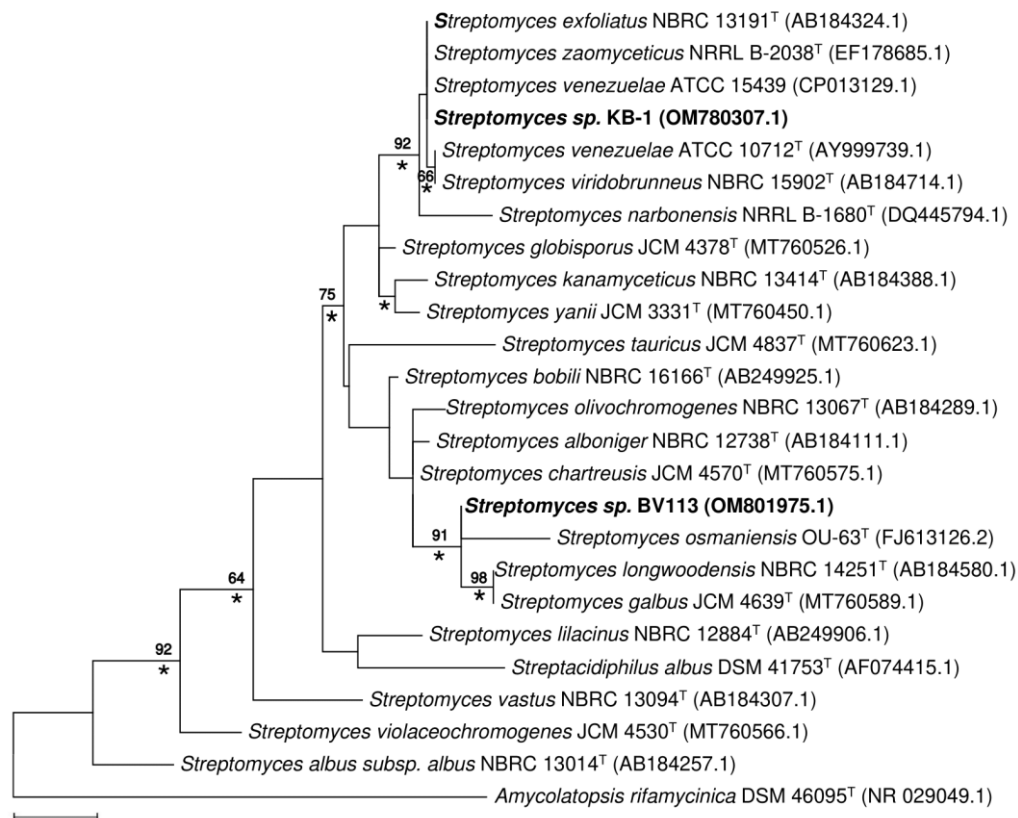 Streptomyces exfoliatus NBRC 13191ᵀ (AB184324.1)
Streptomyces zaomyceticus NRRL B-2038ᵀ (EF178685.1)
Streptomyces venezuelae ATCC 15439 (CP013129.1)
Streptomyces sp. KB-1 (OM780307.1)
92
*
Streptomyces venezuelae ATCC 10712ᵀ (AY999739.1)
66
*
Streptomyces viridobrunneus NBRC 15902ᵀ (AB184714.1)
Streptomyces narbonensis NRRL B-1680ᵀ (DQ445794.1)
Streptomyces globisporus JCM 4378ᵀ (MT760526.1)
Streptomyces kanamyceticus NBRC 13414ᵀ (AB184388.1)
75
*
*
Streptomyces yanii JCM 3331ᵀ (MT760450.1)
Streptomyces tauricus JCM 4837ᵀ (MT760623.1)
Streptomyces bobili NBRC 16166ᵀ (AB249925.1)
Streptomyces olivochromogenes NBRC 13067ᵀ (AB184289.1)
Streptomyces alboniger NBRC 12738ᵀ (AB184111.1)
Streptomyces chartreusis JCM 4570ᵀ (MT760575.1)
Streptomyces sp. BV113 (OM801975.1)
91
*
Streptomyces osmaniensis OU-63ᵀ (FJ613126.2)
Streptomyces longwoodensis NBRC 14251ᵀ (AB184580.1)
64
*
98
*
Streptomyces galbus JCM 4639ᵀ (MT760589.1)
Streptomyces lilacinus NBRC 12884ᵀ (AB249906.1)
92
*
Streptacidiphilus albus DSM 41753ᵀ (AF074415.1)
Streptomyces vastus NBRC 13094ᵀ (AB184307.1)
Streptomyces violaceochromogenes JCM 4530ᵀ (MT760566.1)
Streptomyces albus subsp. albus NBRC 13014ᵀ (AB184257.1)
Amycolatopsis rifamycinica DSM 46095ᵀ (NR 029049.1)